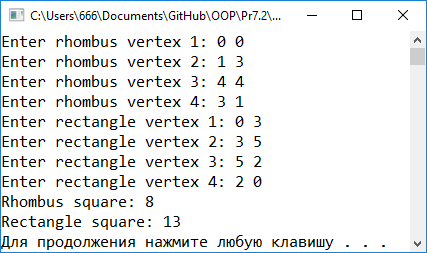 C:\Users\666\Documents\GitHub\OOP\Pr7.2\...
Enter rhombus vertex 1: 0 0
Enter rhombus vertex 2: 1 3
Enter rhombus vertex 3: 4 4
Enter rhombus vertex 4: 3 1
Enter rectangle vertex 1: 0 3
Enter rectangle vertex 2: 3 5
Enter rectangle vertex 3: 5 2
Enter rectangle vertex 4: 2 0
Rhombus square: 8
Rectangle square: 13
Для продолжения нажмите любую клавишу . . .